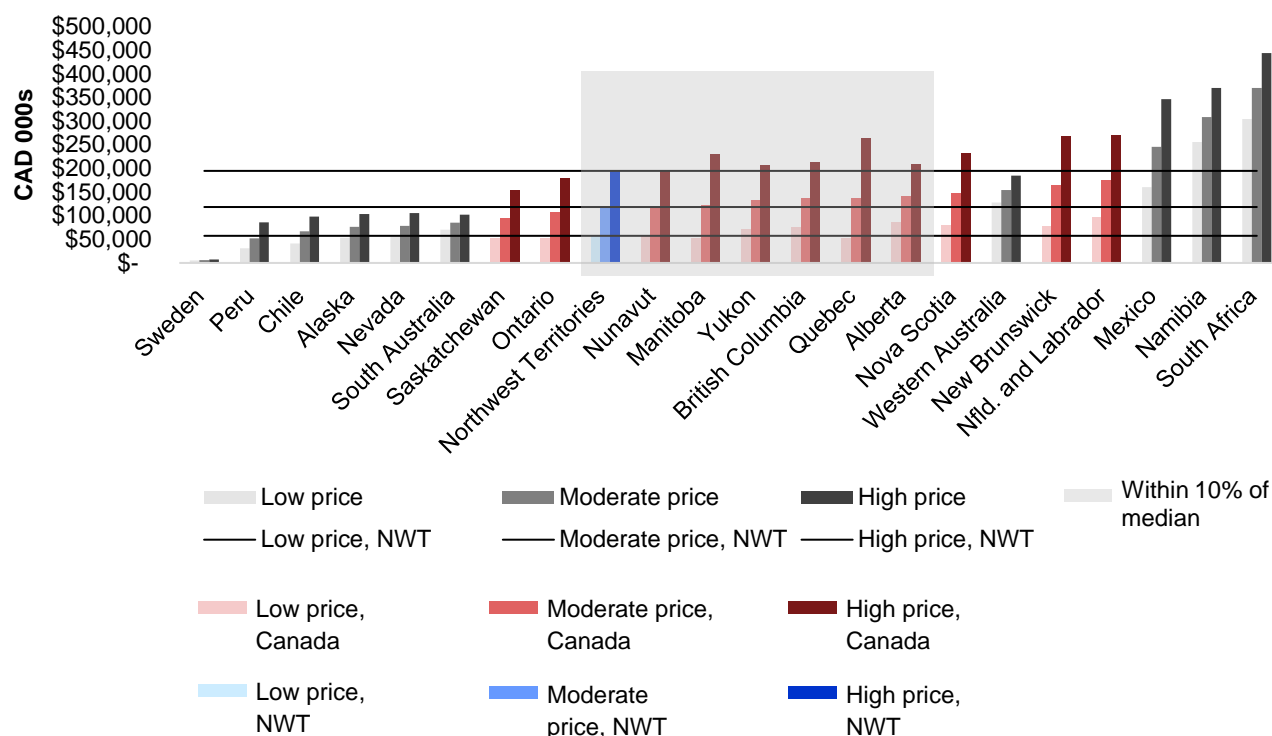 $500,000
$450,000
$400,000
$350,000
$300,000
$250,000
$200,000
$150,000
$100,000
$50,000
$-
CAD 000s
Sweden
Peru
Chile
Alaska
Nevada
South Australia
Saskatchewan
Ontario
Northwest Territories
Nunavut
Manitoba
Yukon
British Columbia
Quebec
Alberta
Nova Scotia
Western Australia
New Brunswick
Nfld. and Labrador
Mexico
Namibia
South Africa
Low price
Moderate price
High price
Within 10% of
median
Low price, NWT
Moderate price, NWT
High price, NWT
Low price,
Canada
Moderate price,
Canada
High price,
Canada
Low price,
NWT
Moderate
price, NWT
High price,
NWT